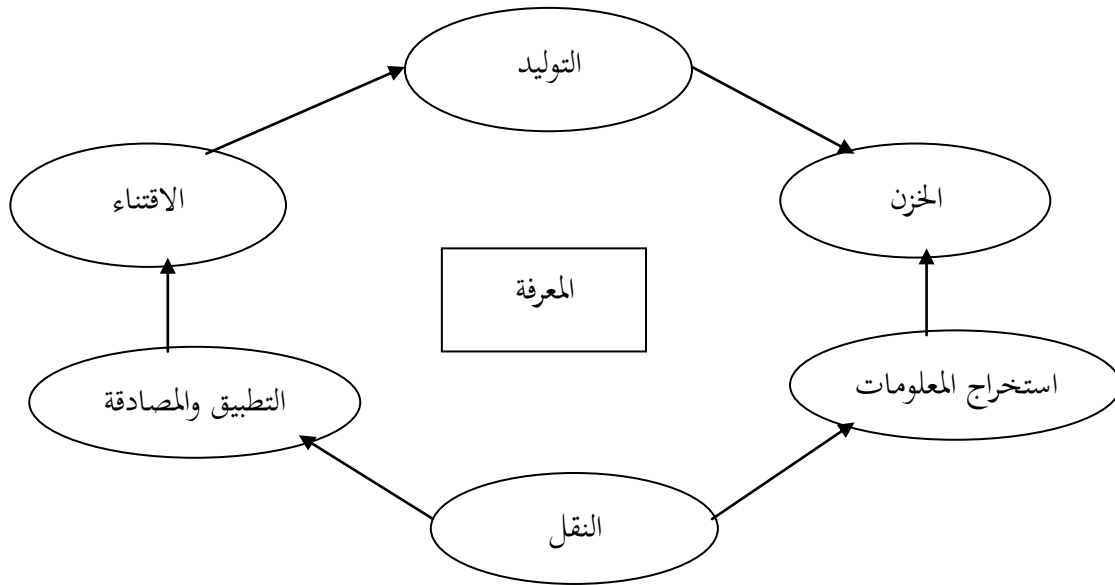 التوليد
الخزن
الاقتناء
المعرفة
استخراج المعلومات
التطبيق والمصادقة
النقل